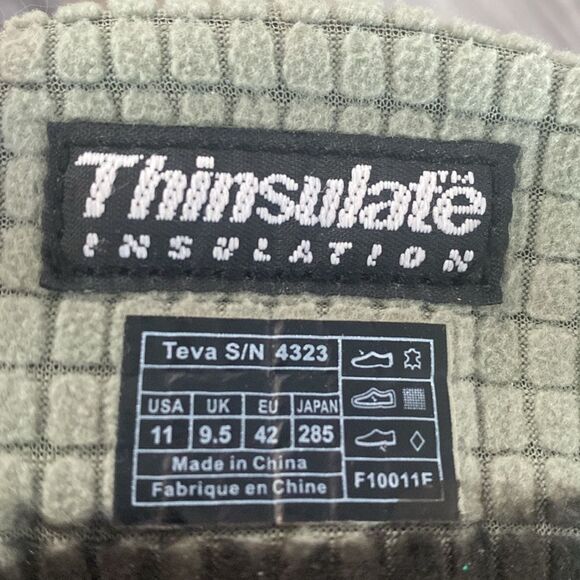 Thinsulate™
INSULATION
Teva S/N 4323
USA UK EU JAPAN
11 9.5 42 285
Made in China
Fabrique en Chine
F10011F